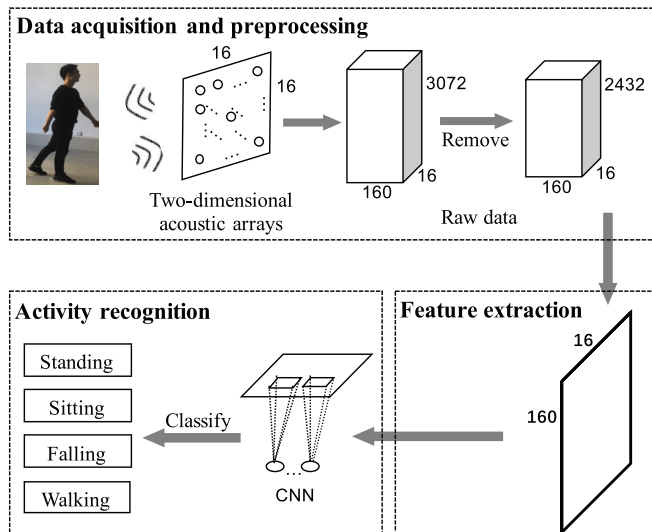 Data acquisition and preprocessing
16
16
Two-dimensional
acoustic arrays
3072
160
16
Remove
Raw data
2432
160
16
Feature extraction
16
160
Activity recognition
Standing
Sitting
Falling
Walking
Classify
...
CNN